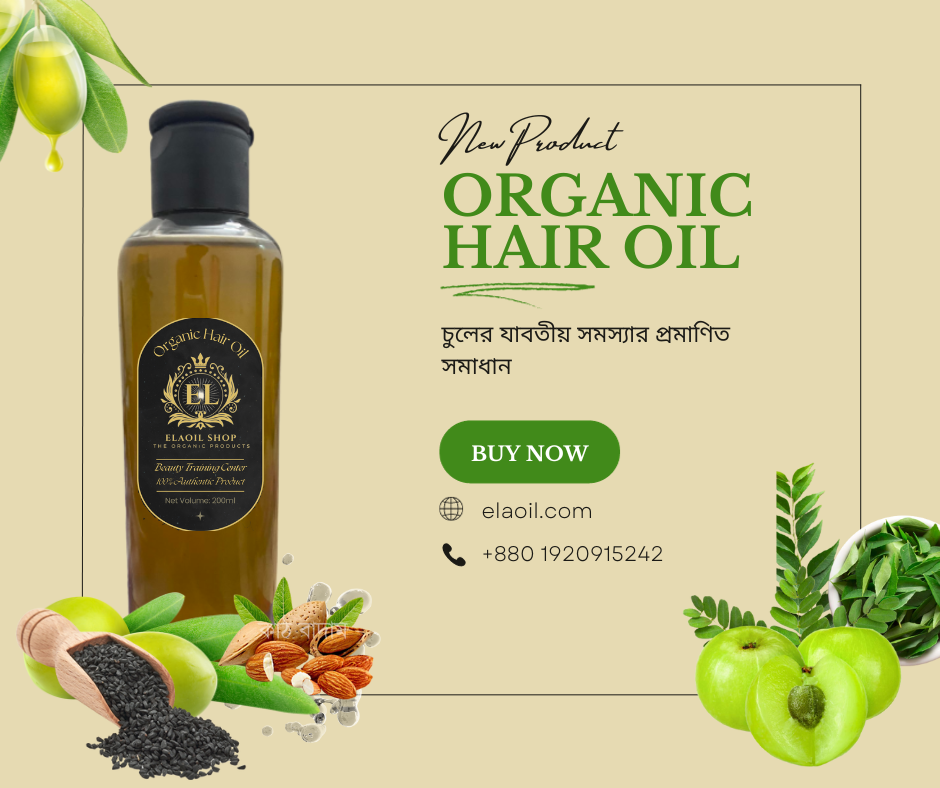 New Product
ORGANIC
HAIR OIL
চুলের যাবতীয় সমস্যার প্রমাণিত
সমাধান
BUY NOW
elaoil.com
+880 1920915242
Organic Hair Oil
EL
ELAOIL SHOP
THE ORGANIC PRODUCTS
Beauty Training Center
100% Authentic Product
Net Volume: 200ml
কাঠ বাদাম